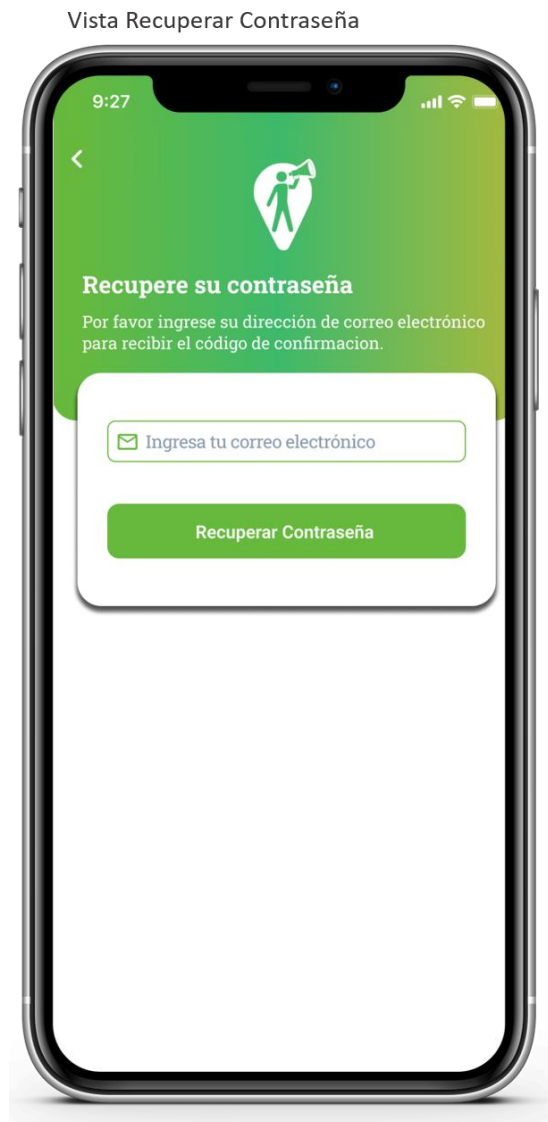 Vista Recuperar Contraseña
9:27
Recupere su contraseña
Por favor ingrese su dirección de correo electrónico
para recibir el código de confirmacion.
Ingresa tu correo electrónico
Recuperar Contraseña